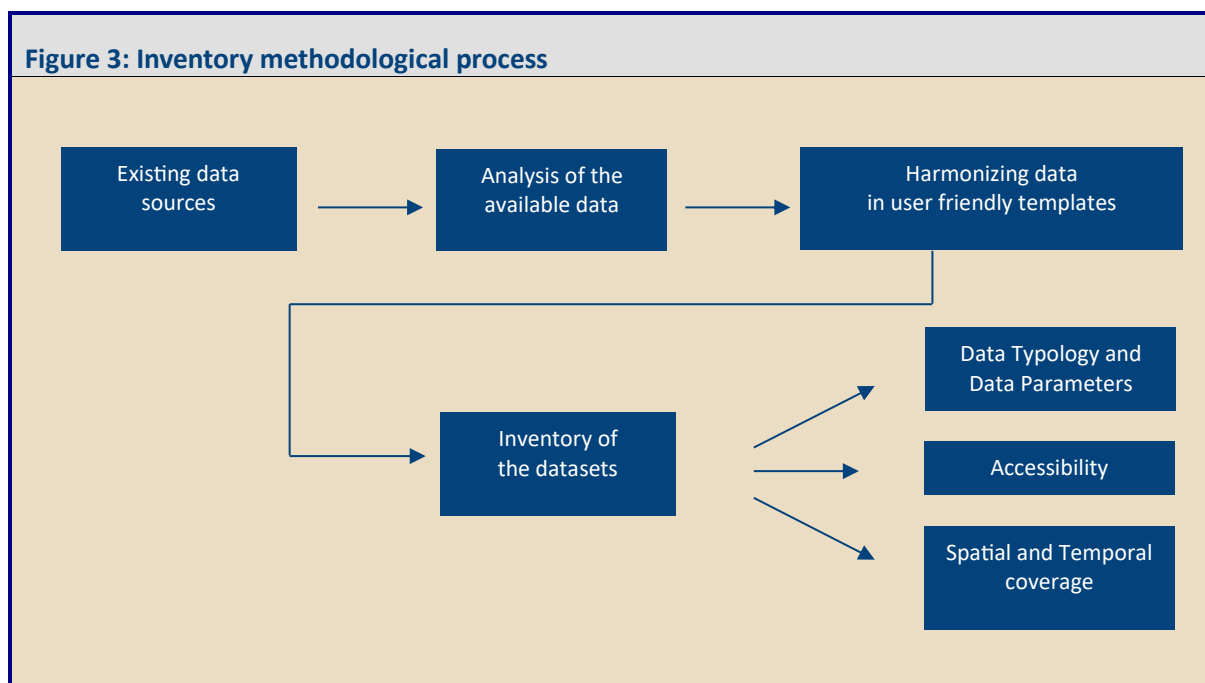 Figure 3: Inventory methodological process
Existing data
sources
Analysis of the
available data
Harmonizing data
in user friendly templates
Data Typology and
Data Parameters
Inventory of
the datasets
Accessibility
Spatial and Temporal
coverage